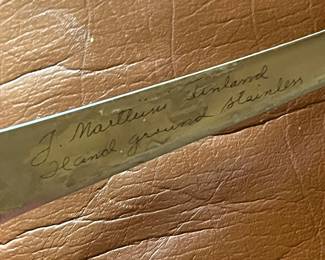 J. Marttiini Finland
Hand ground Stainless